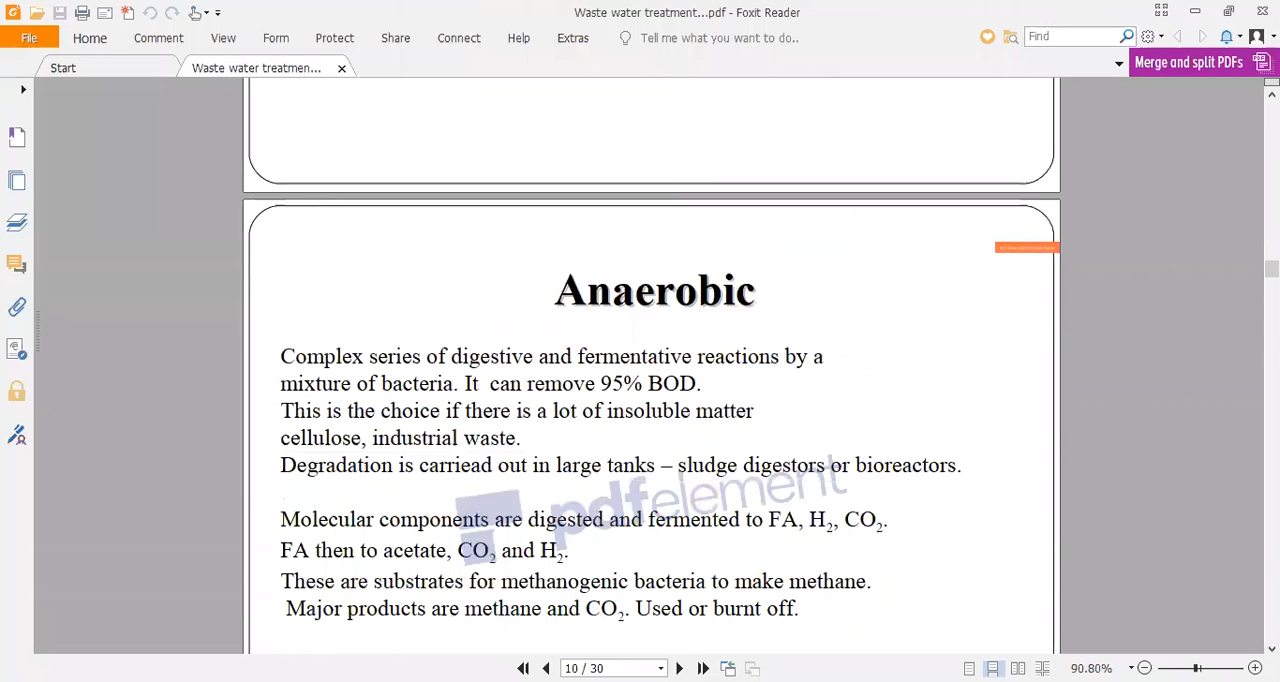 Waste water treatment...pdf - Foxit Reader
File Home Comment View Form Protect Share Connect Help Extras Tell me what you want to do.. Find
Start Waste water treatmen... Merge and split PDFs
Anaerobic
Complex series of digestive and fermentative reactions by a
mixture of bacteria. It can remove 95% BOD.
This is the choice if there is a lot of insoluble matter
cellulose, industrial waste.
Degradation is carriead out in large tanks – sludge digestors or bioreactors.
pdfelement
Molecular components are digested and fermented to FA, H₂, CO₂.
FA then to acetate, CO₂ and H₂.
These are substrates for methanogenic bacteria to make methane.
Major products are methane and CO₂. Used or burnt off.
10 / 30 90.80%